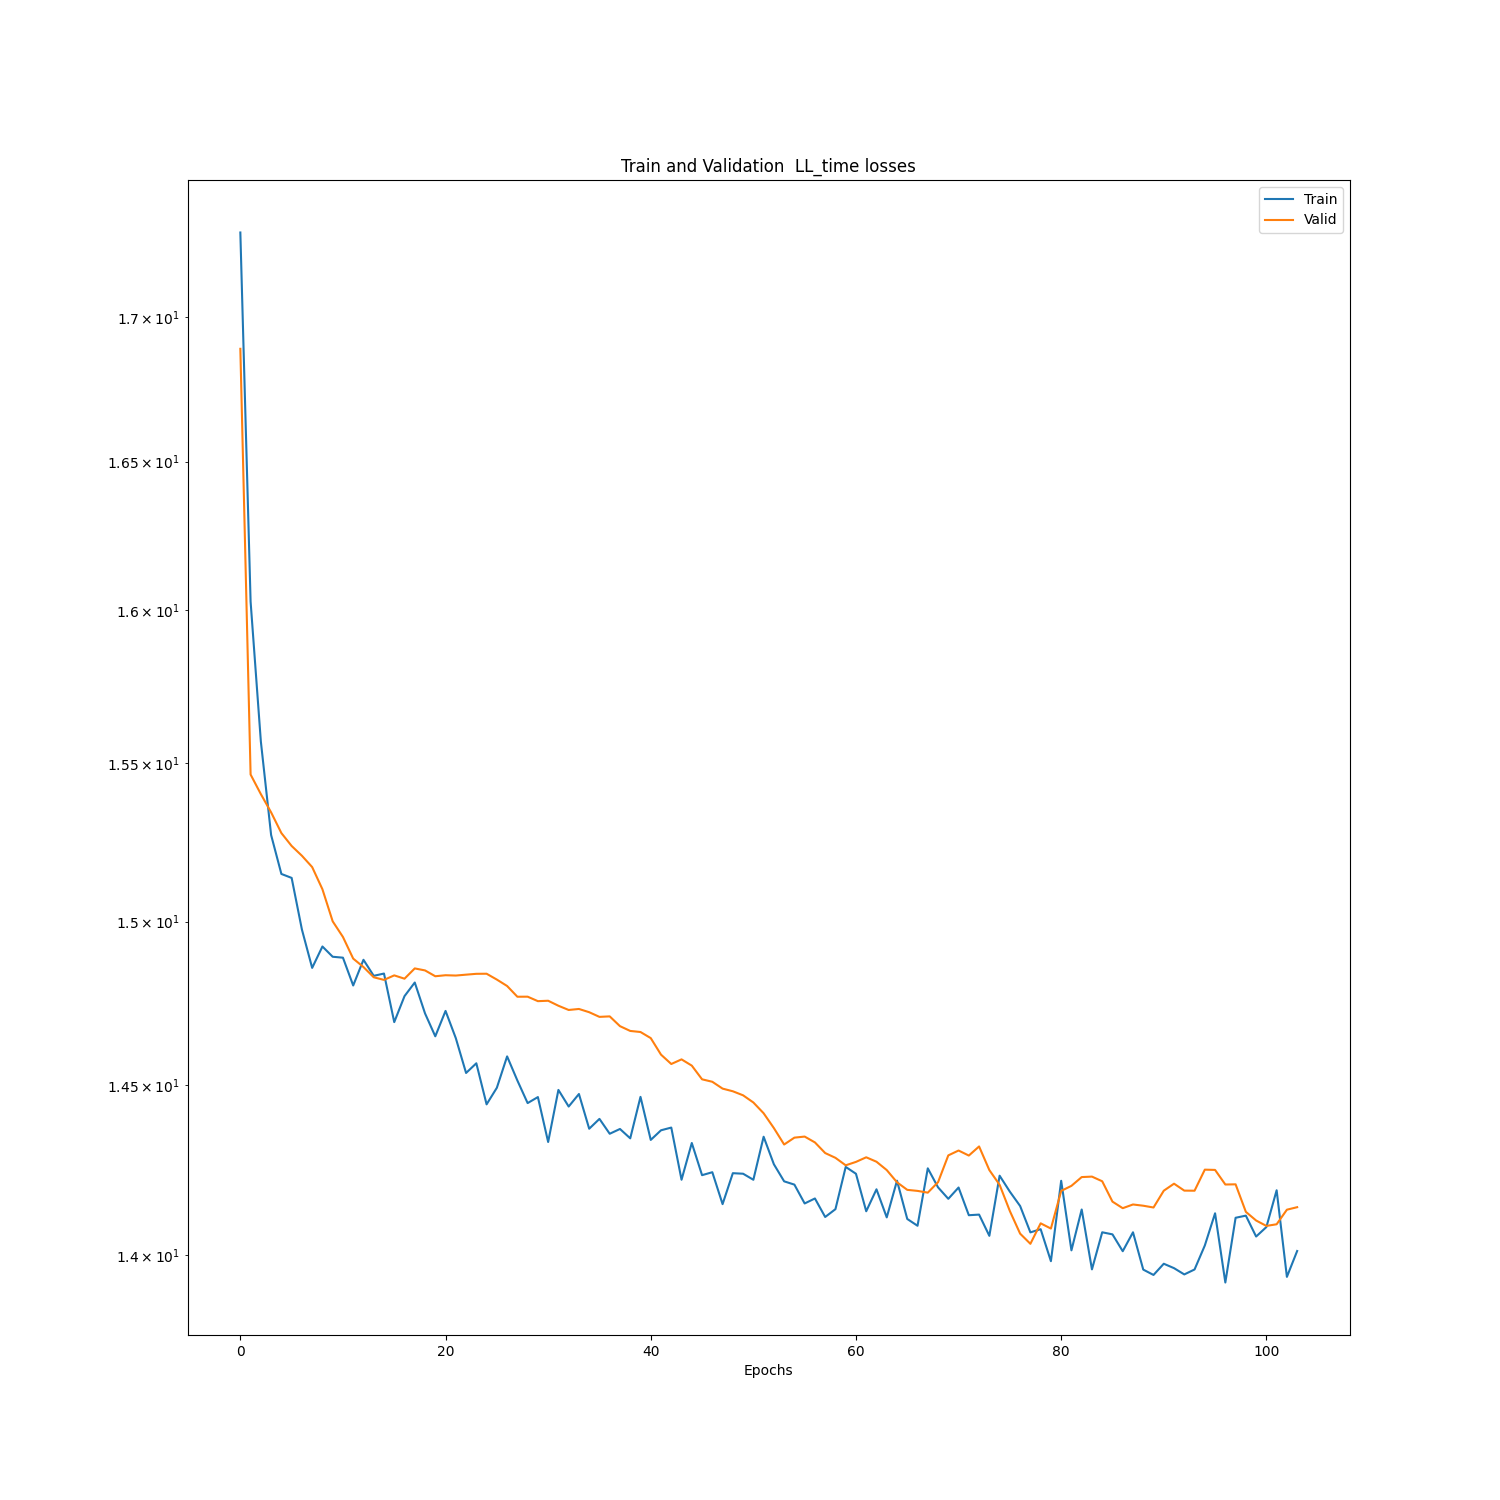 Train and Validation  LL_time losses
Train
Valid
1.7 × 10¹
1.65 × 10¹
1.6 × 10¹
1.55 × 10¹
1.5 × 10¹
1.45 × 10¹
1.4 × 10¹
0 20 40 60 80 100
Epochs